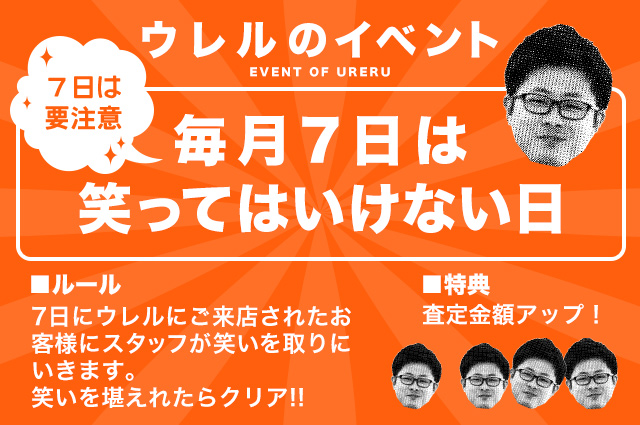 ウレルのイベント
EVENT OF URERU
7日は
要注意
毎月7日は
笑ってはいけない日
■ルール
7日にウレルにご来店されたお
客様にスタッフが笑いを取りに
いきます。
笑いを堪えれたらクリア!!
■特典
査定金額アップ！